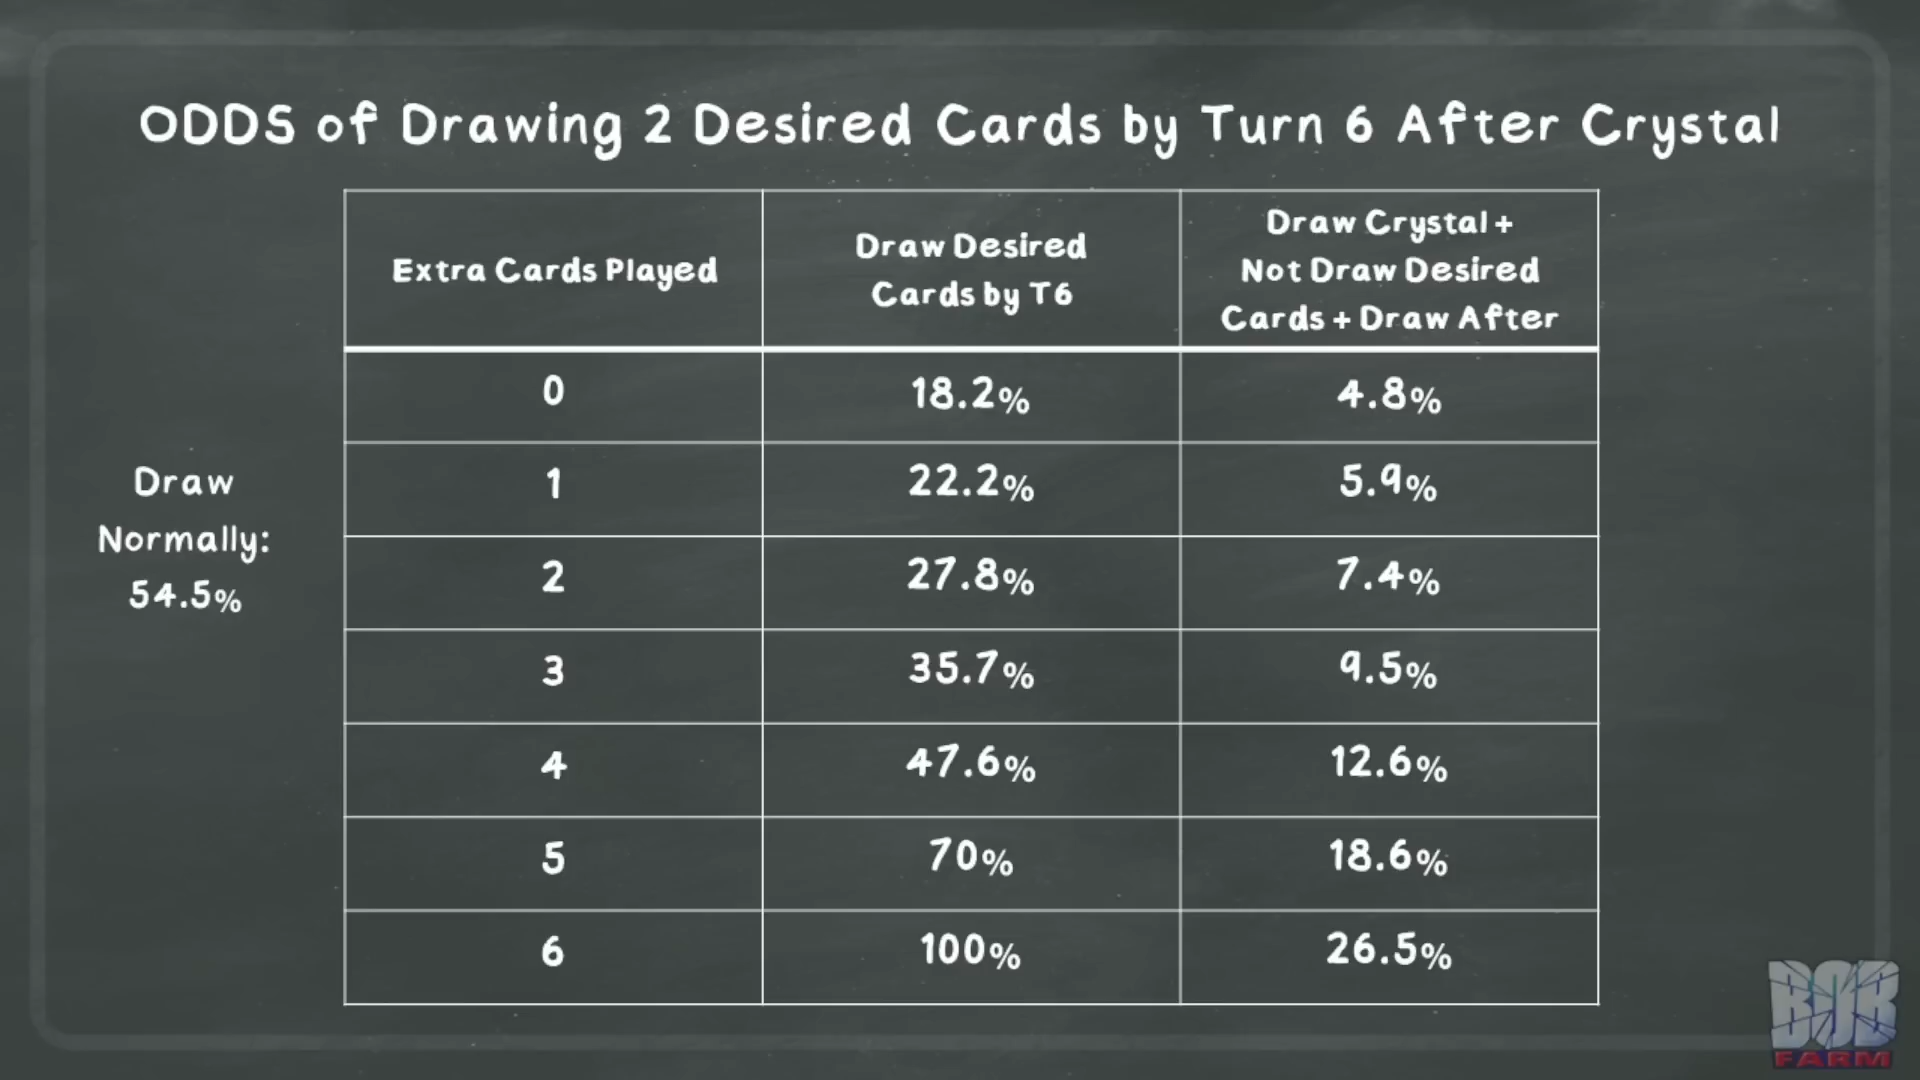 ODDS of Drawing 2 Desired Cards by Turn 6 After Crystal
Draw
Normally:
54.5%
Extra Cards Played
Draw Desired
Cards by T6
Draw Crystal +
Not Draw Desired
Cards + Draw After
0 18.2% 4.8%
1 22.2% 5.9%
2 27.8% 7.4%
3 35.7% 9.5%
4 47.6% 12.6%
5 70% 18.6%
6 100% 26.5%
BOB
FARM